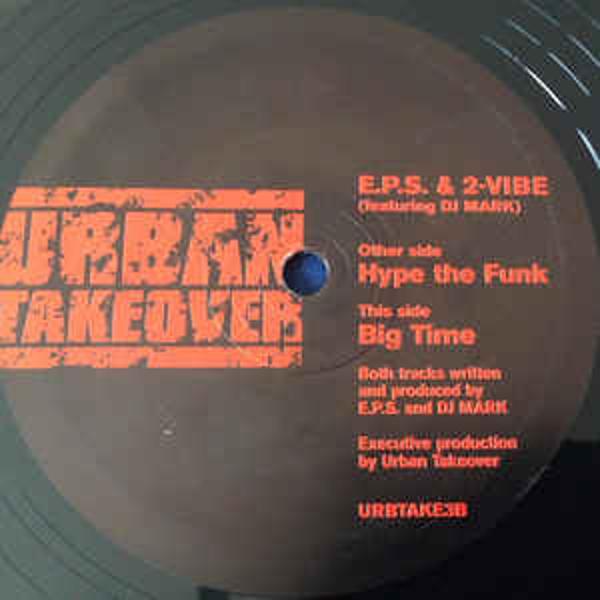 URBAN
TAKEOVER
E.P.S. & 2-VIBE
(featuring DJ MARK)
Other side
Hype the Funk
This side
Big Time
Both tracks written
and produced by
E.P.S. and DJ MARK
Executive production
by Urban Takeover
URBTAKE3B